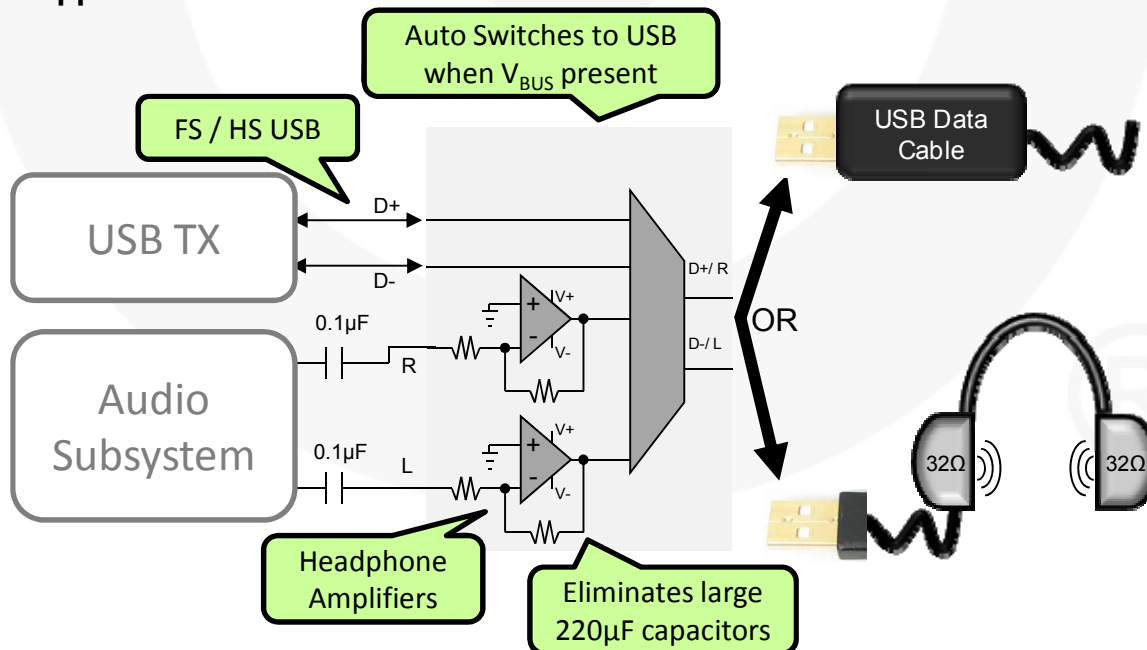 Auto Switches to USB
when VBUS present
FS / HS USB
USB Data
Cable
USB TX
D+
D-
D+/ R
D-/ L
OR
0.1µF
R
+
-
V+
V-
Audio
Subsystem
0.1µF
L
+
-
V+
V-
32Ω
32Ω
Headphone
Amplifiers
Eliminates large
220µF capacitors